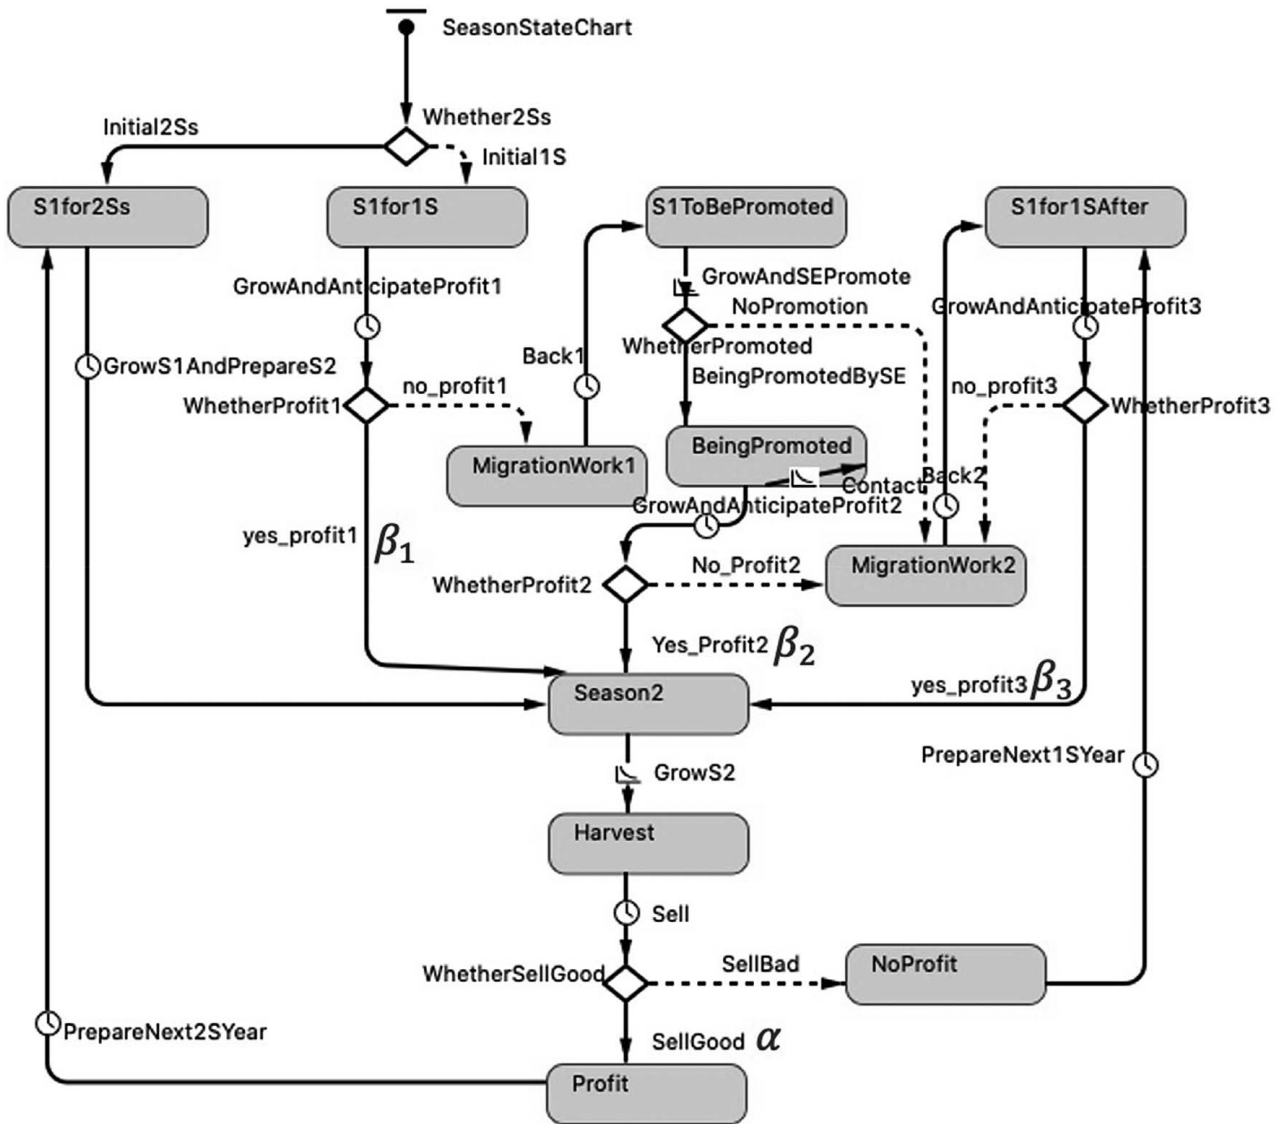 SeasonStateChart
Whether2Ss
Initial2Ss
Initial1S
S1for2Ss
S1for1S
S1ToBePromoted
S1for1SAfter
GrowAndAnticipateProfit1
GrowAndSEPromote
NoPromotion
GrowAndAnticipateProfit3
WhetherPromoted
Back1
GrowS1AndPrepareS2
BeingPromotedBySE
no_profit1
no_profit3
WhetherProfit1
WhetherProfit3
BeingPromoted
MigrationWork1
Contact
Back2
GrowAndAnticipateProfit2
yes_profit1 β1
No_Profit2
MigrationWork2
WhetherProfit2
Yes_Profit2 β2
yes_profit3 β3
Season2
PrepareNext1SYear
GrowS2
Harvest
Sell
WhetherSellGood
SellBad
NoProfit
PrepareNext2SYear
SellGood α
Profit